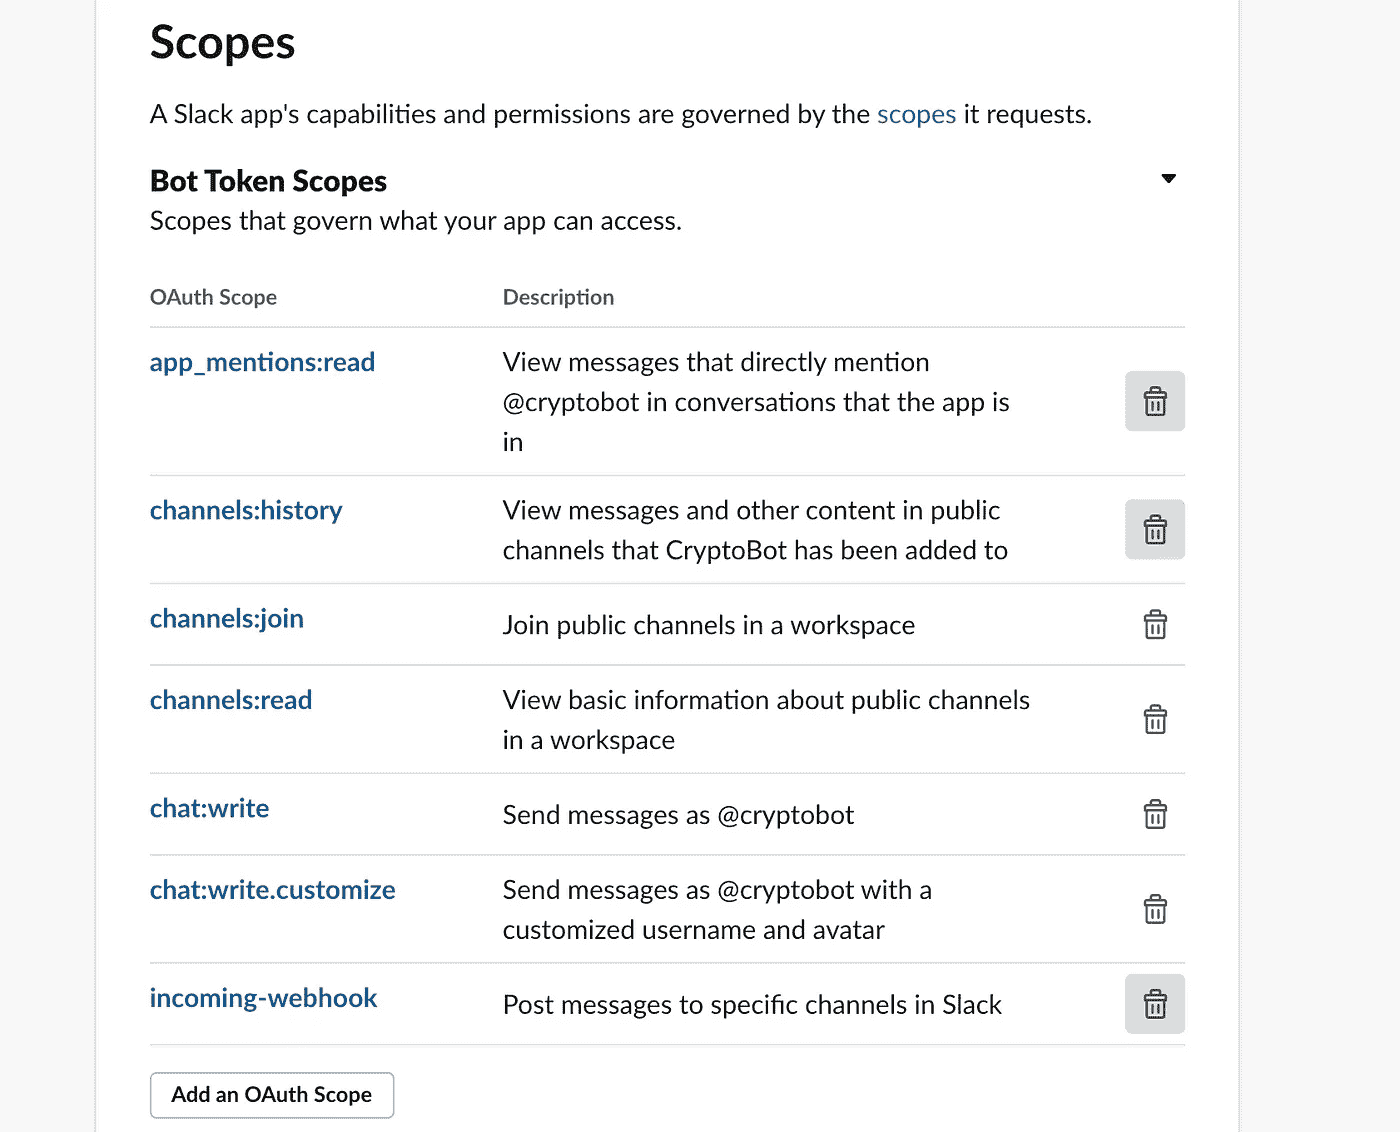 Scopes
A Slack app's capabilities and permissions are governed by the scopes it requests.
Bot Token Scopes
Scopes that govern what your app can access.
OAuth Scope
Description
app_mentions:read
View messages that directly mention
@cryptobot in conversations that the app is
in
channels:history
View messages and other content in public
channels that CryptoBot has been added to
channels:join
Join public channels in a workspace
channels:read
View basic information about public channels
in a workspace
chat:write
Send messages as @cryptobot
chat:write.customize
Send messages as @cryptobot with a
customized username and avatar
incoming-webhook
Post messages to specific channels in Slack
Add an OAuth Scope